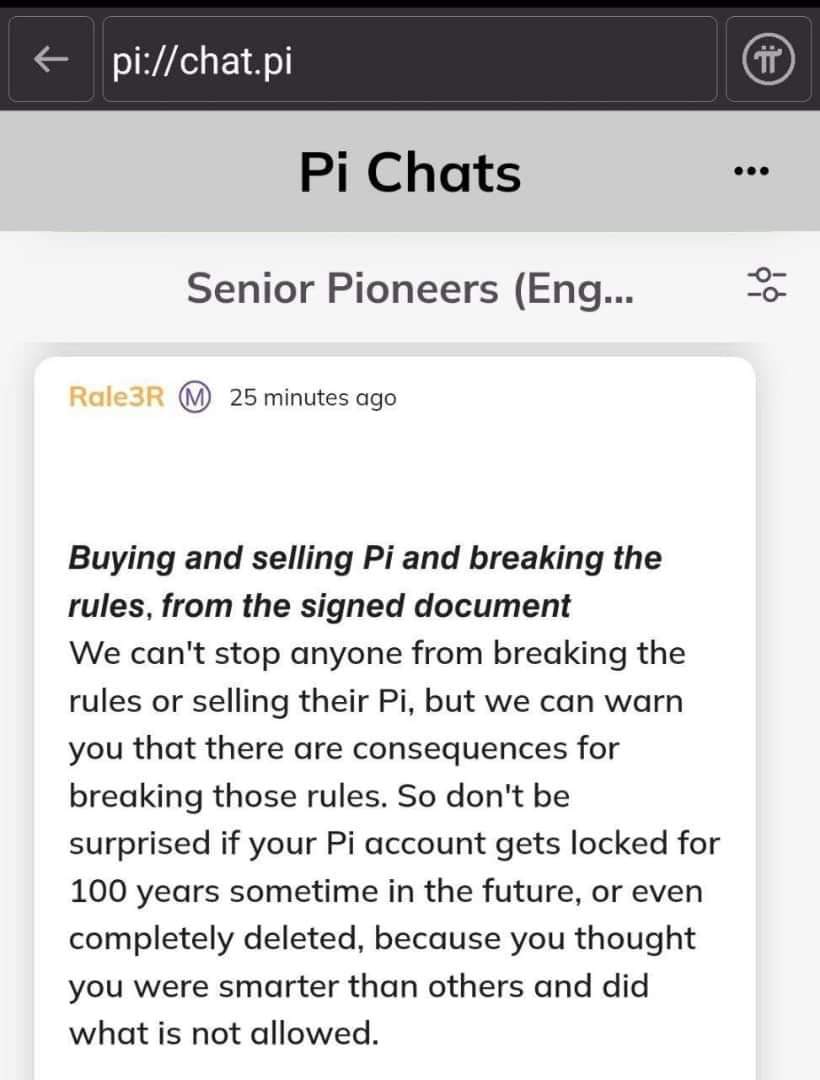 pi://chat.pi
Pi Chats
Senior Pioneers (Eng...
Rale3R M 25 minutes ago
Buying and selling Pi and breaking the
rules, from the signed document
We can't stop anyone from breaking the
rules or selling their Pi, but we can warn
you that there are consequences for
breaking those rules. So don't be
surprised if your Pi account gets locked for
100 years sometime in the future, or even
completely deleted, because you thought
you were smarter than others and did
what is not allowed.